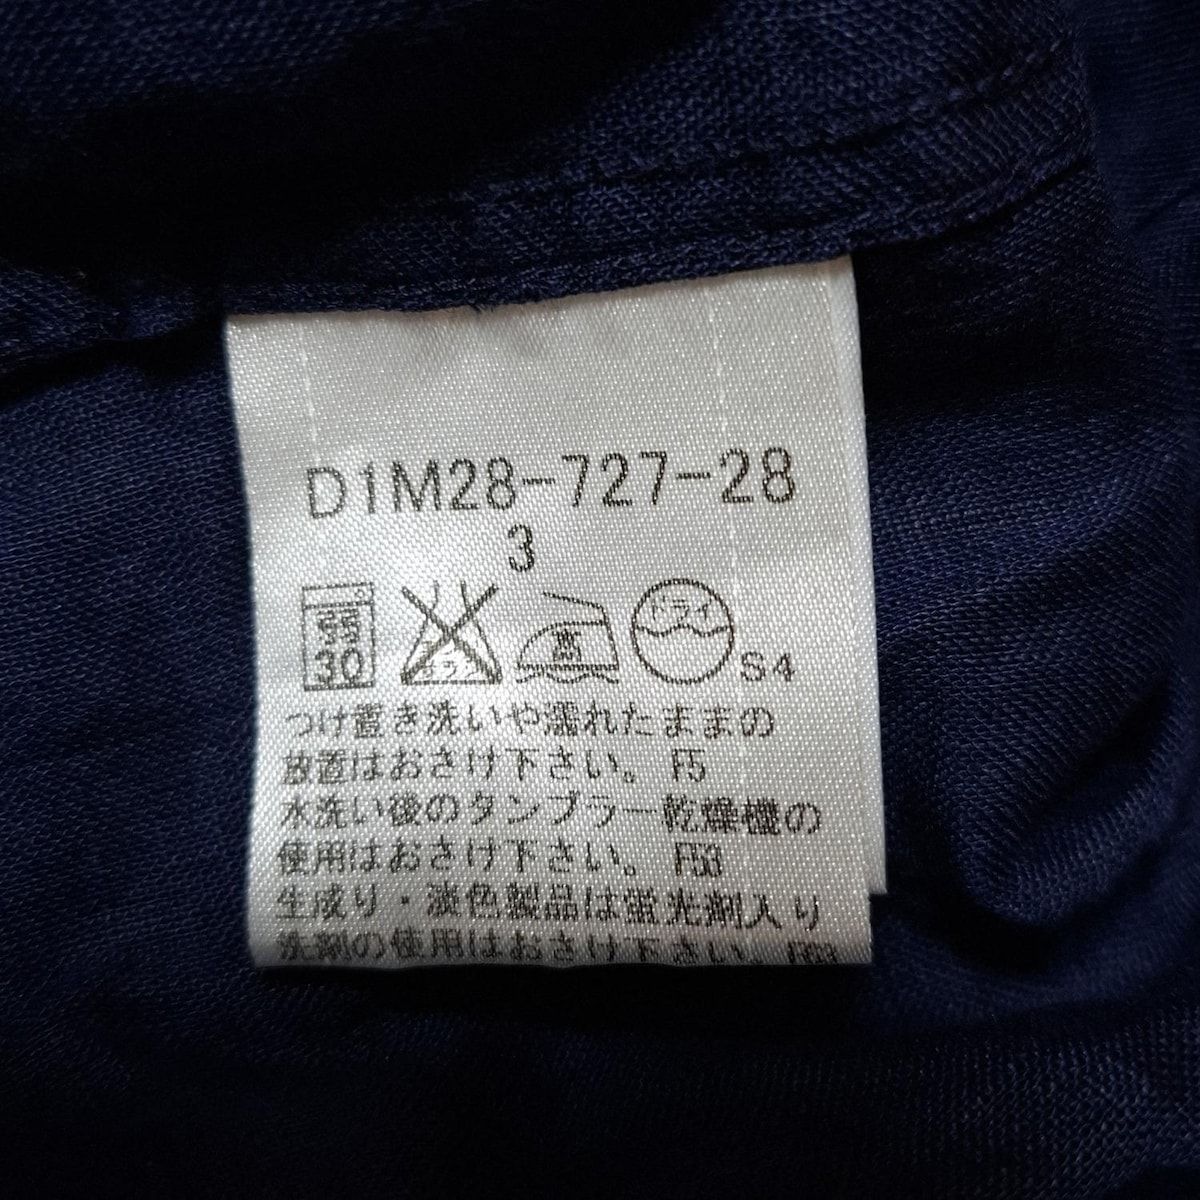 D1M28-727-28
3
30
高
ドライ
S4
つけ置き洗いや濡れたままの
放置はおさけ下さい。F5
水洗い後のタンブラー乾燥機の
使用はおさけ下さい。F53
生成り・淡色製品は蛍光剤入り
洗剤の使用はおさけ下さい。